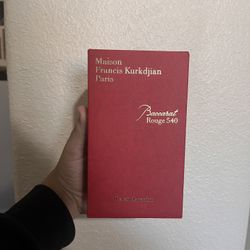 Maison
Francis Kurkdjian
Paris
Baccarat
Rouge 540